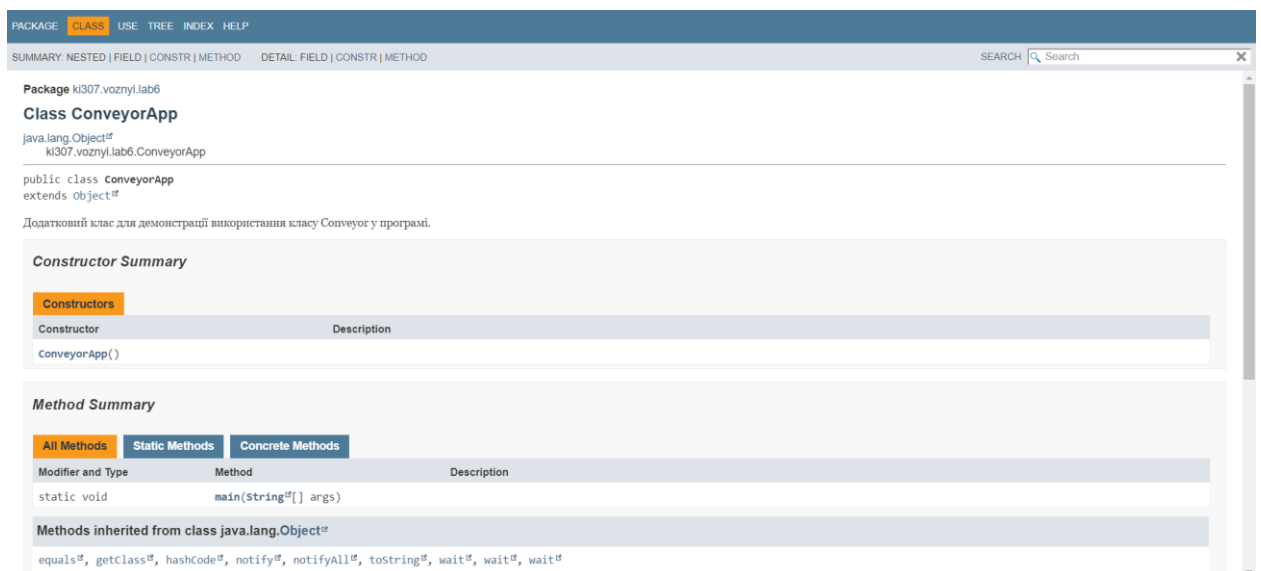 PACKAGE CLASS USE TREE INDEX HELP
SUMMARY: NESTED | FIELD | CONSTR | METHOD DETAIL: FIELD | CONSTR | METHOD SEARCH Search
Package ki307.voznyi.lab6
Class ConveyorApp
java.lang.Object
ki307.voznyi.lab6.ConveyorApp
public class ConveyorApp
extends Object
Додатковий клас для демонстрації використання класу Conveyor у програмі.
Constructor Summary
Constructors
Constructor Description
ConveyorApp()
Method Summary
All Methods Static Methods Concrete Methods
Modifier and Type Method Description
static void main(String[] args)
Methods inherited from class java.lang.Object
equals, getClass, hashCode, notify, notifyAll, toString, wait, wait, wait